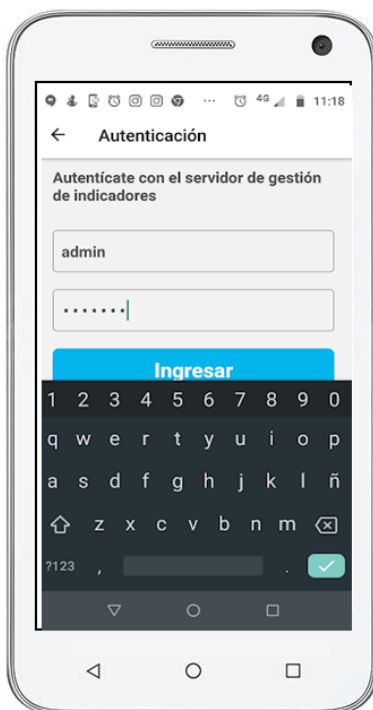 4G 11:18
Autenticación
Autentícate con el servidor de gestión
de indicadores
admin
•••••••
Ingresar
1 2 3 4 5 6 7 8 9 0
q w e r t y u i o p
a s d f g h j k l ñ
z x c v b n m
?123 , .